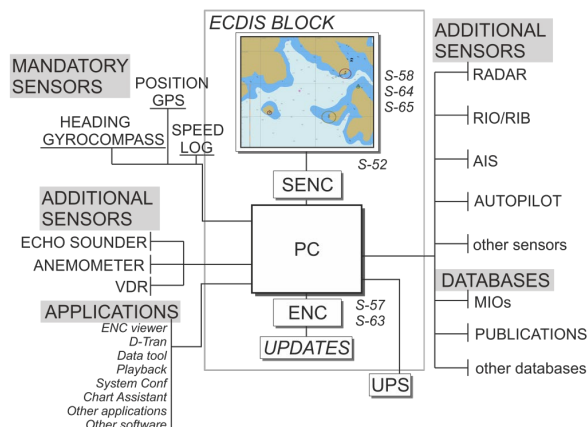 ECDIS BLOCK
S-58
S-64
S-65
S-52
SENC
PC
ENC
S-57
S-63
UPDATES
UPS
MANDATORY
SENSORS
POSITION
GPS
HEADING
GYROCOMPASS
SPEED
LOG
ADDITIONAL
SENSORS
ECHO SOUNDER
ANEMOMETER
VDR
APPLICATIONS
ENC viewer
D-Tran
Data tool
Playback
System Conf
Chart Assistant
Other applications
Other software
ADDITIONAL
SENSORS
RADAR
RIO/RIB
AIS
AUTOPILOT
other sensors
DATABASES
MIOs
PUBLICATIONS
other databases